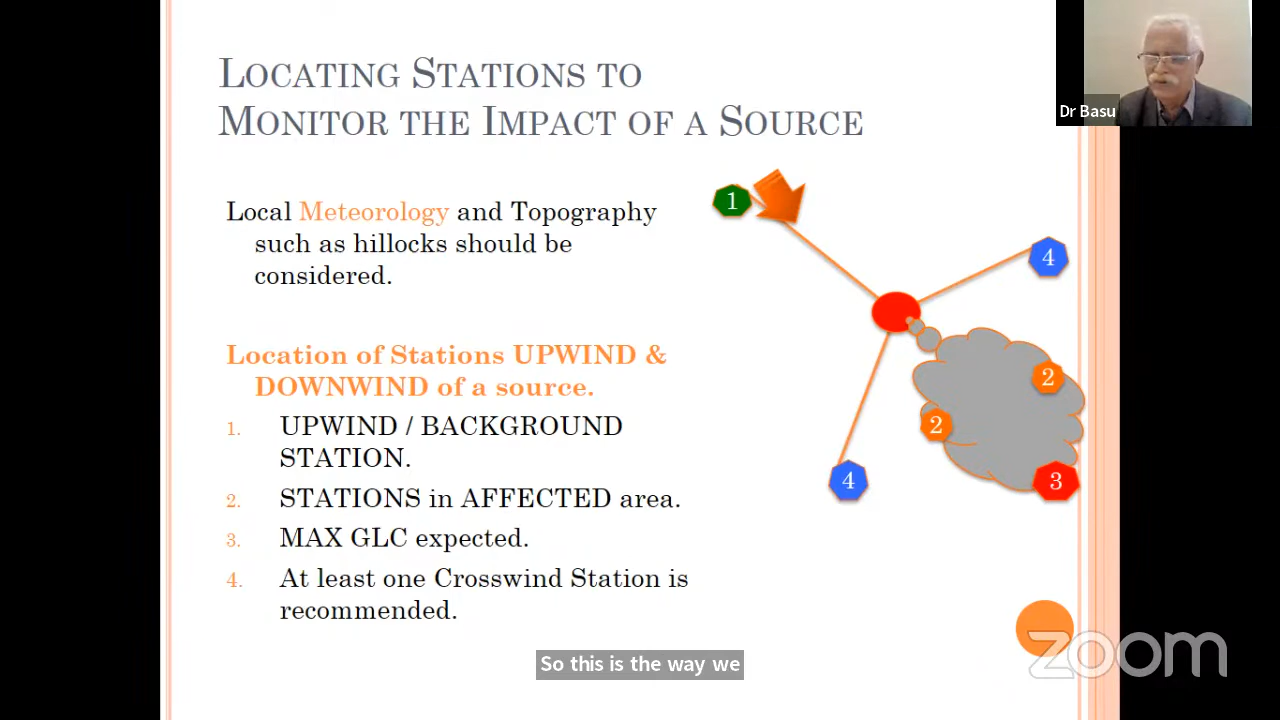 LOCATING STATIONS TO
MONITOR THE IMPACT OF A SOURCE
Dr Basu
Local Meteorology and Topography
such as hillocks should be
considered.
Location of Stations UPWIND &
DOWNWIND of a source.
1. UPWIND / BACKGROUND
STATION.
2. STATIONS in AFFECTED area.
3. MAX GLC expected.
4. At least one Crosswind Station is
recommended.
1
4
2
2
4
3
So this is the way we
zoom